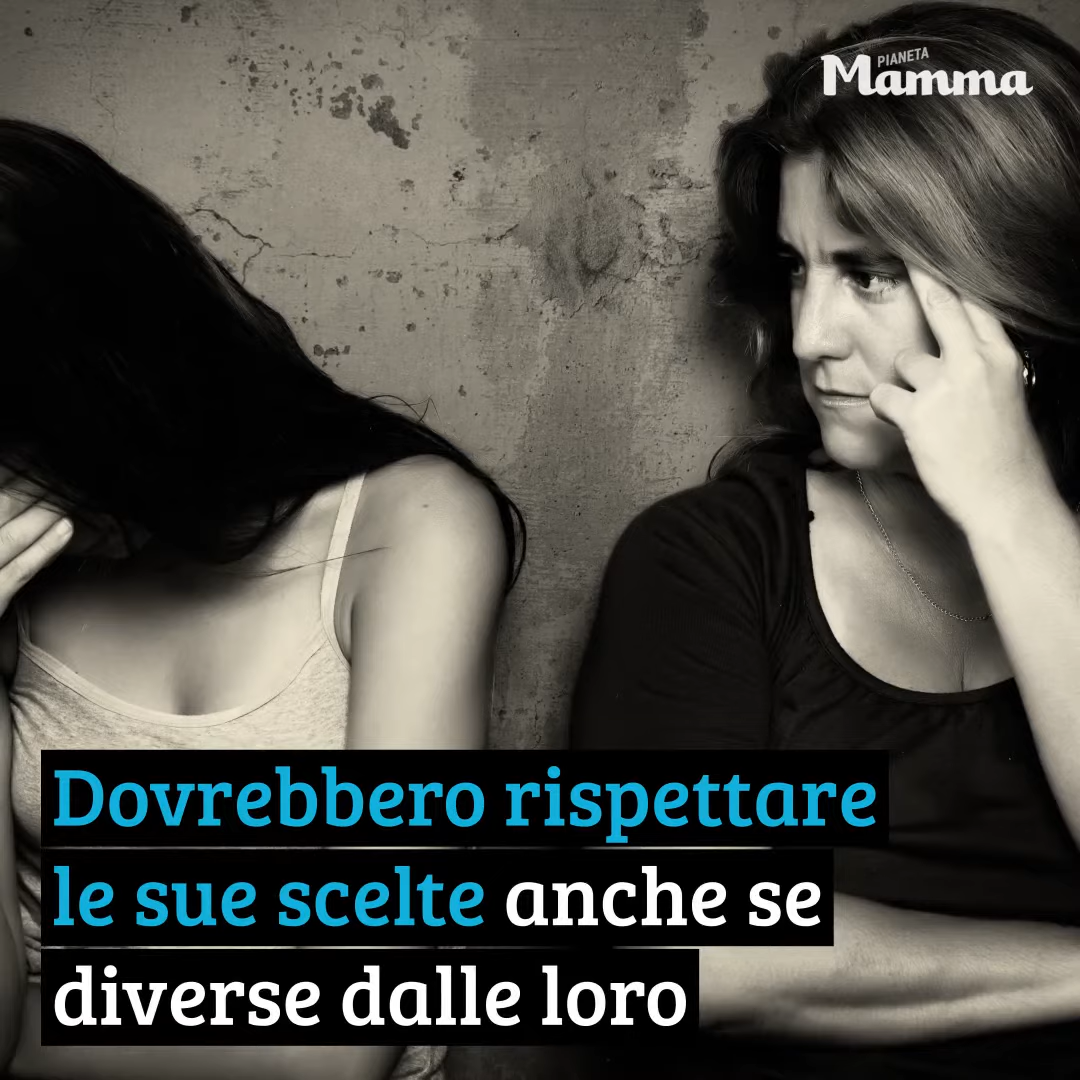 PIANETA
Mamma
Dovrebbero rispettare
le sue scelte anche se
diverse dalle loro